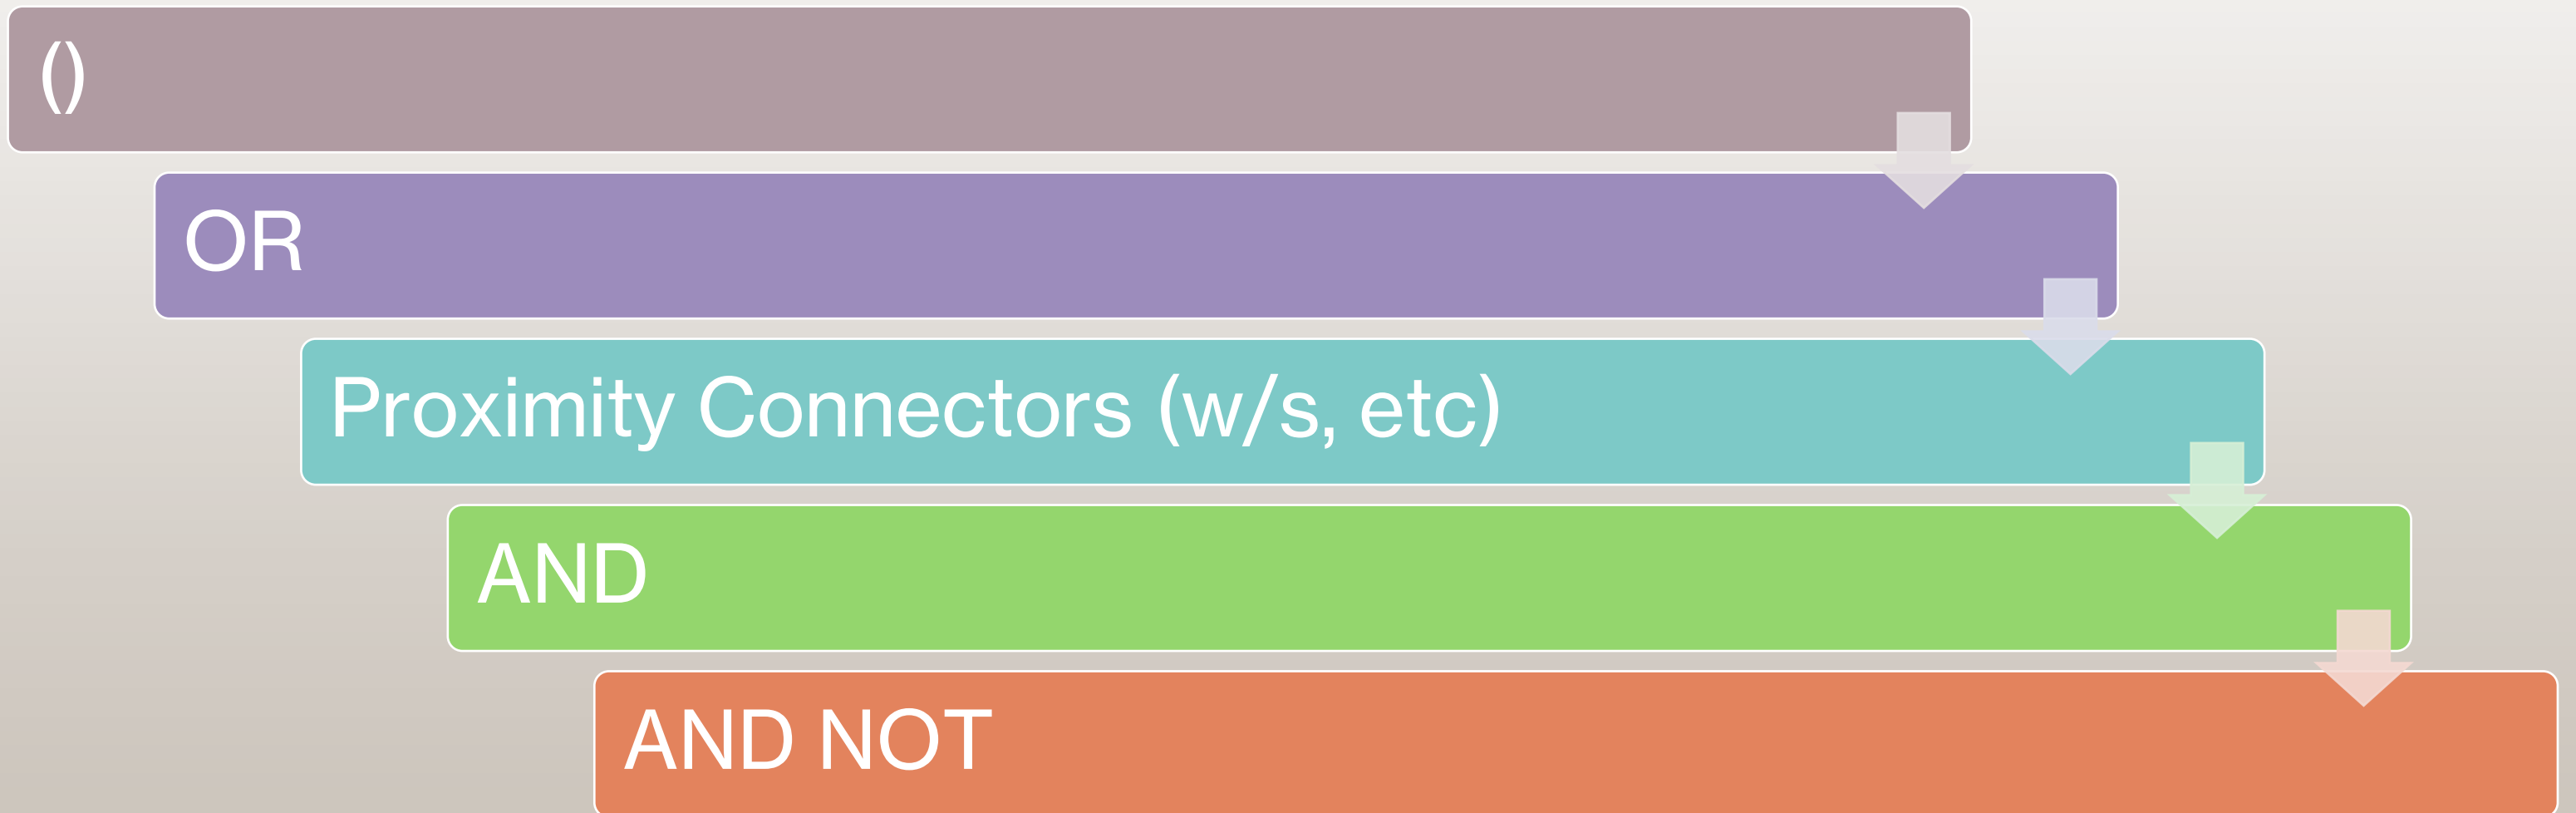 ()
OR
Proximity Connectors (w/s, etc)
AND
AND NOT